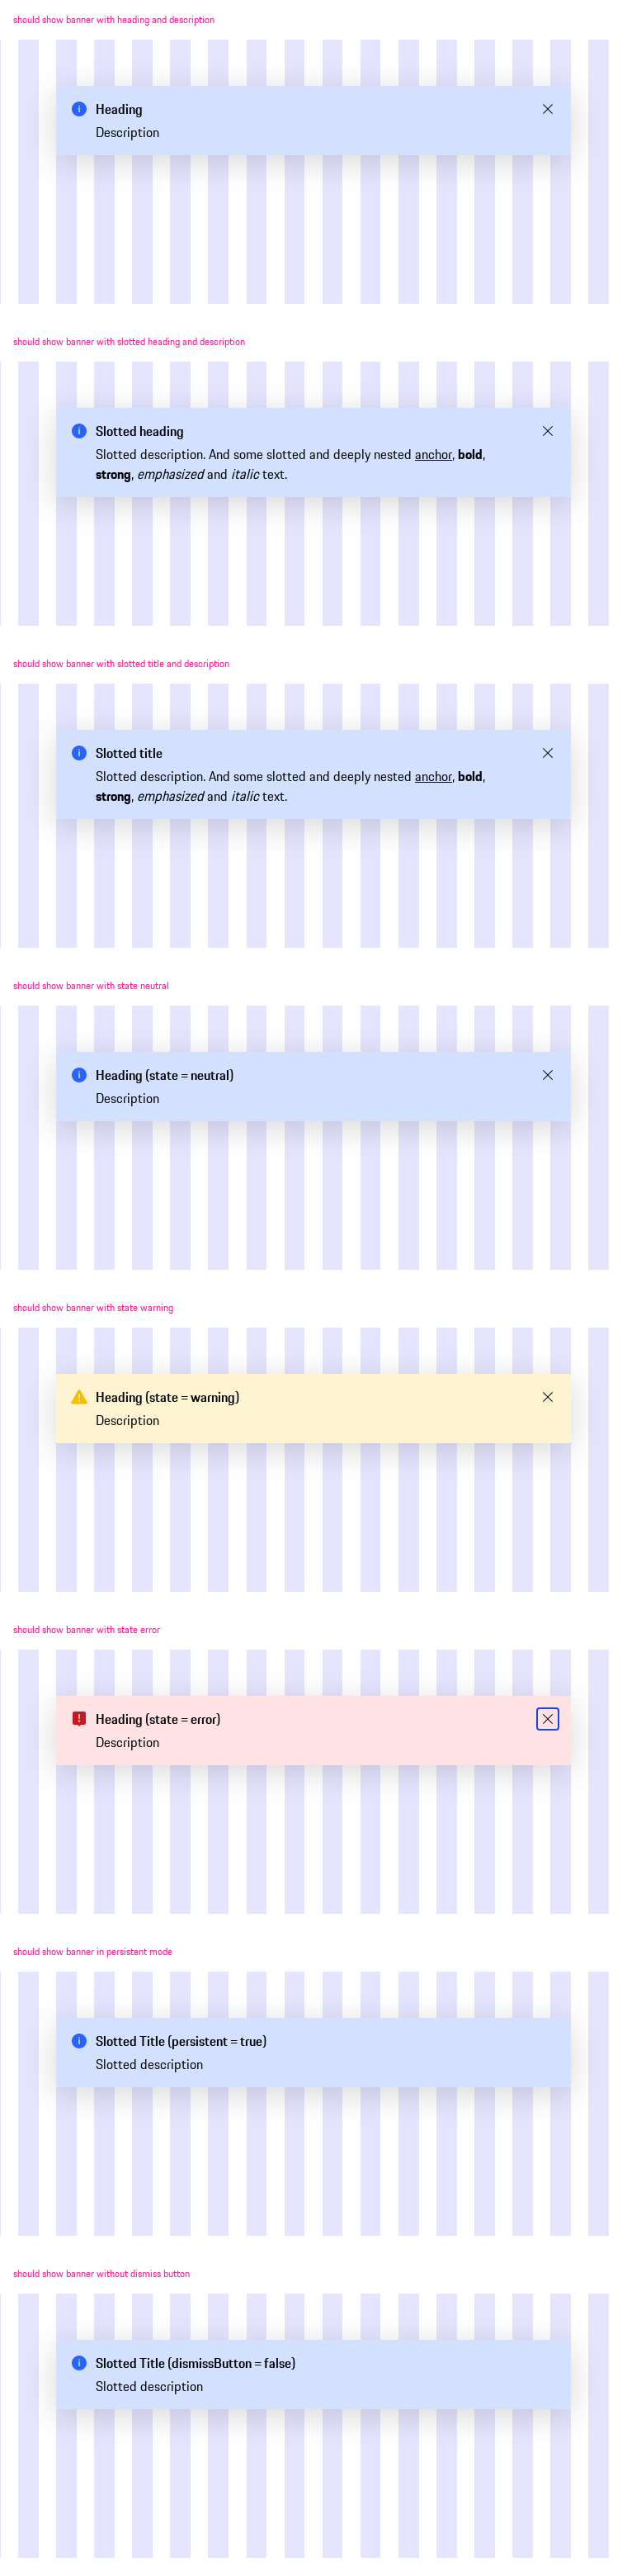 should show banner with heading and description
Heading
Description
should show banner with slotted heading and description
Slotted heading
Slotted description. And some slotted and deeply nested anchor, bold,
strong, emphasized and italic text.
should show banner with slotted title and description
Slotted title
Slotted description. And some slotted and deeply nested anchor, bold,
strong, emphasized and italic text.
should show banner with state neutral
Heading (state = neutral)
Description
should show banner with state warning
Heading (state = warning)
Description
should show banner with state error
Heading (state = error)
Description
should show banner in persistent mode
Slotted Title (persistent = true)
Slotted description
should show banner without dismiss button
Slotted Title (dismissButton = false)
Slotted description